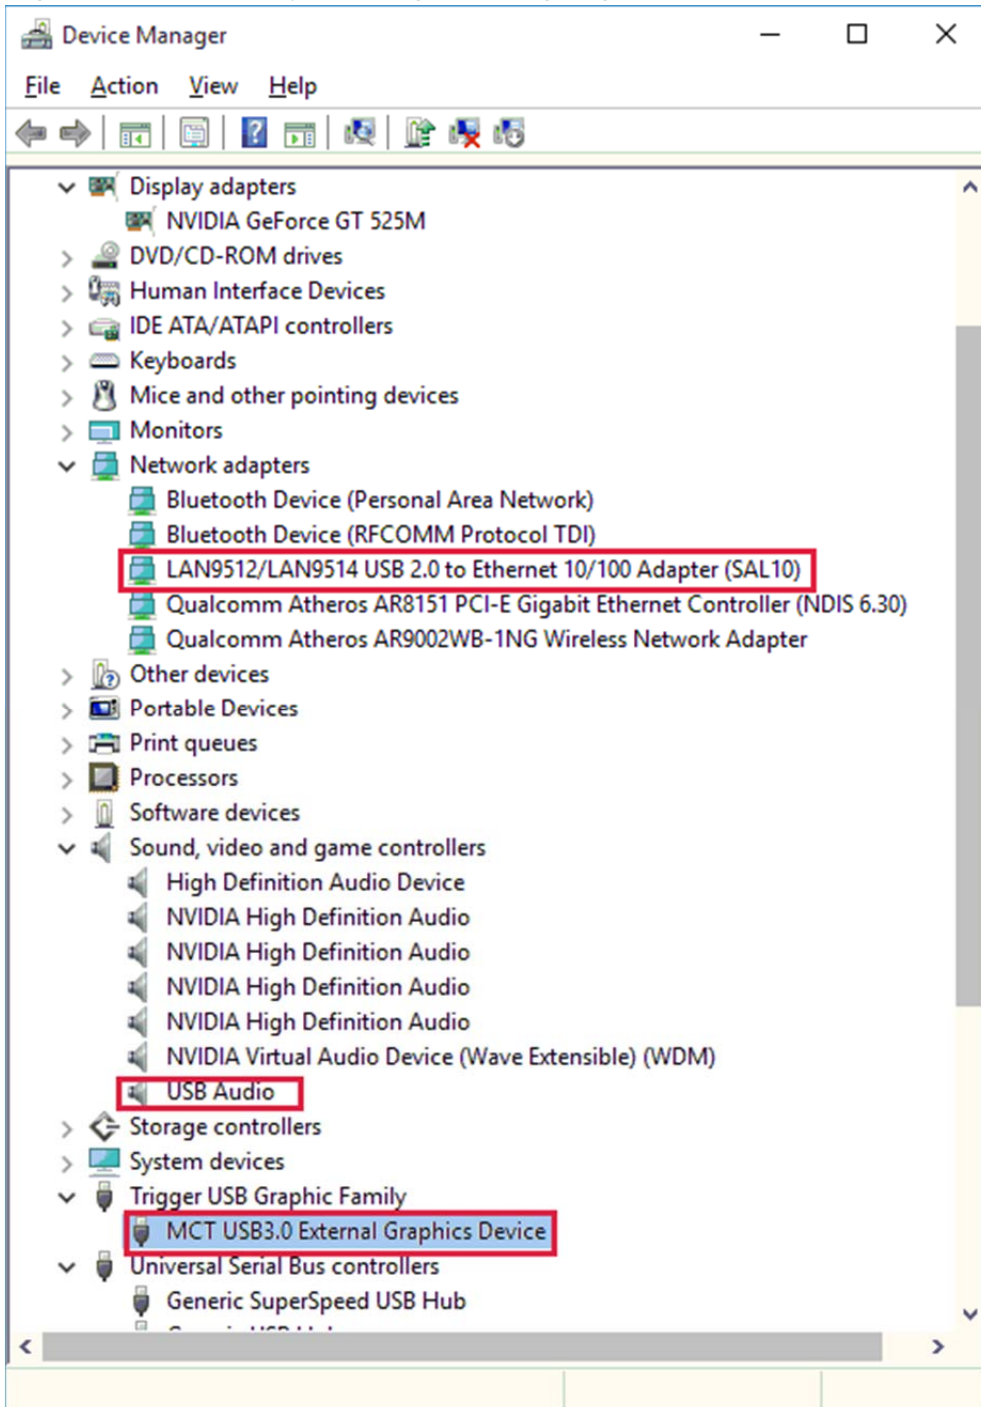 Device Manager
File Action View Help
Display adapters
NVIDIA GeForce GT 525M
DVD/CD-ROM drives
Human Interface Devices
IDE ATA/ATAPI controllers
Keyboards
Mice and other pointing devices
Monitors
Network adapters
Bluetooth Device (Personal Area Network)
Bluetooth Device (RFCOMM Protocol TDI)
LAN9512/LAN9514 USB 2.0 to Ethernet 10/100 Adapter (SAL10)
Qualcomm Atheros AR8151 PCI-E Gigabit Ethernet Controller (NDIS 6.30)
Qualcomm Atheros AR9002WB-1NG Wireless Network Adapter
Other devices
Portable Devices
Print queues
Processors
Software devices
Sound, video and game controllers
High Definition Audio Device
NVIDIA High Definition Audio
NVIDIA High Definition Audio
NVIDIA High Definition Audio
NVIDIA High Definition Audio
NVIDIA Virtual Audio Device (Wave Extensible) (WDM)
USB Audio
Storage controllers
System devices
Trigger USB Graphic Family
MCT USB3.0 External Graphics Device
Universal Serial Bus controllers
Generic SuperSpeed USB Hub